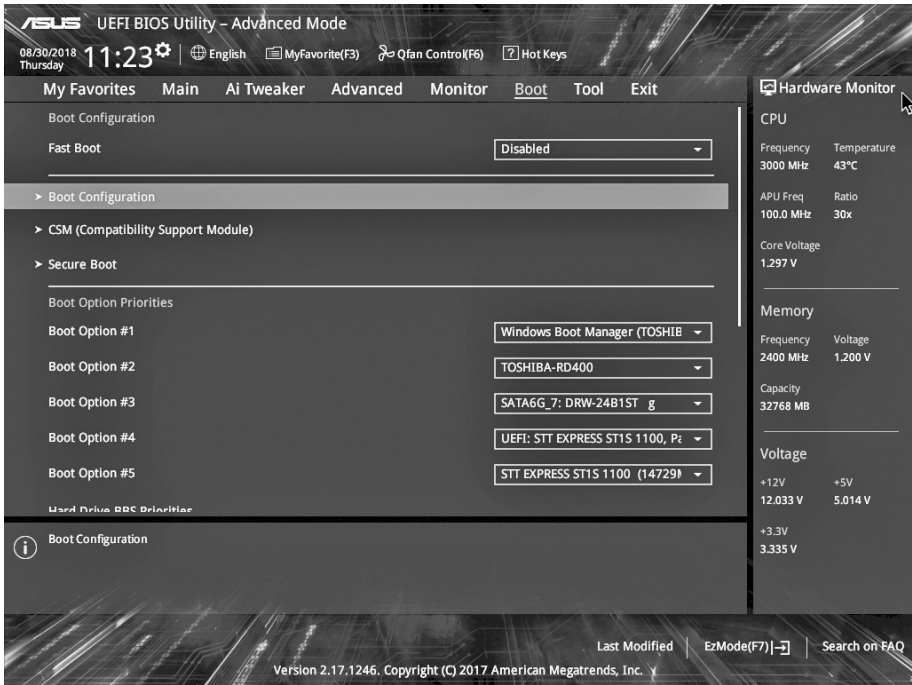 ASUS UEFI BIOS Utility – Advanced Mode
08/30/2018
Thursday
11:23
English
MyFavorite(F3)
Qfan Control(F6)
? Hot Keys
My Favorites Main Ai Tweaker Advanced Monitor Boot Tool Exit
Boot Configuration
Fast Boot Disabled
> Boot Configuration
> CSM (Compatibility Support Module)
> Secure Boot
Boot Option Priorities
Boot Option #1 Windows Boot Manager (TOSHIB
Boot Option #2 TOSHIBA-RD400
Boot Option #3 SATA6G_7: DRW-24B1ST g
Boot Option #4 UEFI: STT EXPRESS ST1S 1100, Pa
Boot Option #5 STT EXPRESS ST1S 1100 (14729M
Hard Drive BBS Priorities
Boot Configuration
Hardware Monitor
CPU
Frequency Temperature
3000 MHz 43°C
APU Freq Ratio
100.0 MHz 30x
Core Voltage
1.297 V
Memory
Frequency Voltage
2400 MHz 1.200 V
Capacity
32768 MB
Voltage
+12V +5V
12.033 V 5.014 V
+3.3V
3.335 V
Last Modified
EzMode(F7)
Search on FAQ
Version 2.17.1246. Copyright (C) 2017 American Megatrends, Inc.